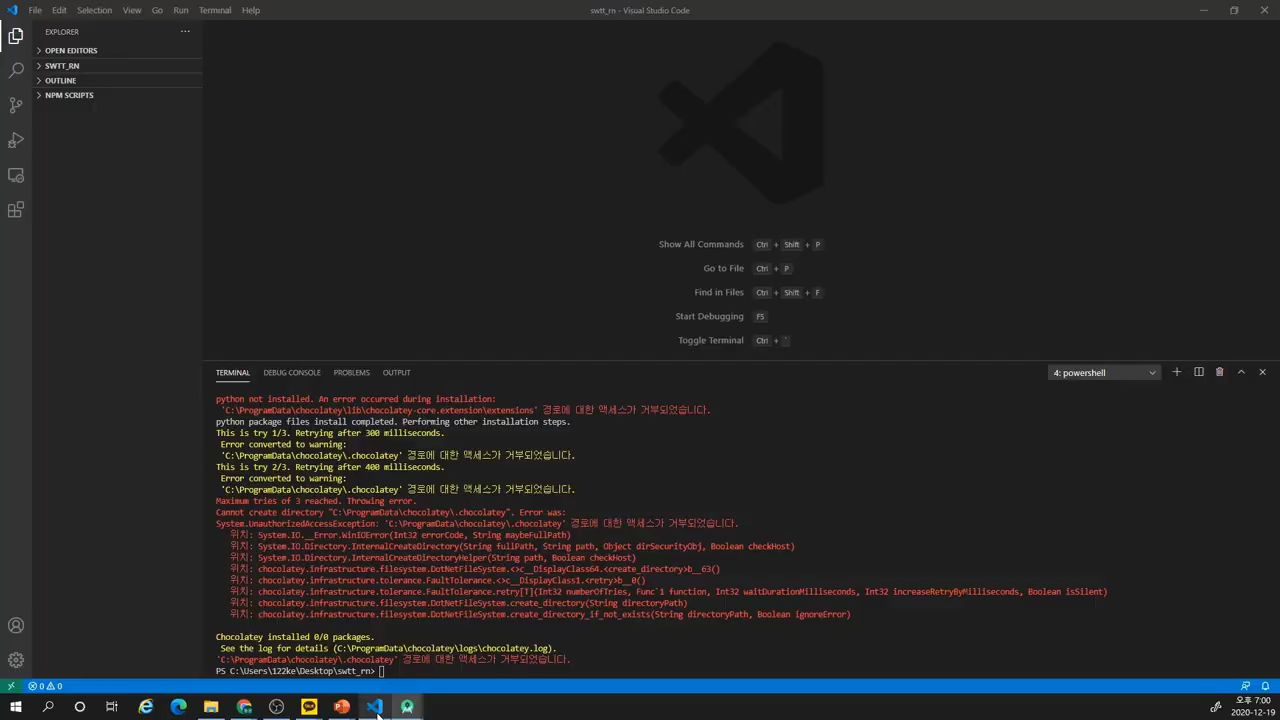 File Edit Selection View Go Run Terminal Help
swtt_rn - Visual Studio Code
EXPLORER
OPEN EDITORS
SWTT_RN
OUTLINE
NPM SCRIPTS
Show All Commands Ctrl + Shift + P
Go to File Ctrl + P
Find in Files Ctrl + Shift + F
Start Debugging F5
Toggle Terminal Ctrl + `
TERMINAL DEBUG CONSOLE PROBLEMS OUTPUT
4: powershell
python not installed. An error occurred during installation:
'C:\ProgramData\chocolatey\lib\chocolatey-core.extension\extensions' 경로에 대한 액세스가 거부되었습니다.
python package files install completed. Performing other installation steps.
This is try 1/3. Retrying after 300 milliseconds.
Error converted to warning:
'C:\ProgramData\chocolatey\.chocolatey' 경로에 대한 액세스가 거부되었습니다.
This is try 2/3. Retrying after 400 milliseconds.
Error converted to warning:
'C:\ProgramData\chocolatey\.chocolatey' 경로에 대한 액세스가 거부되었습니다.
Maximum tries of 3 reached. Throwing error.
Cannot create directory "C:\ProgramData\chocolatey\.chocolatey". Error was:
System.UnauthorizedAccessException: 'C:\ProgramData\chocolatey\.chocolatey' 경로에 대한 액세스가 거부되었습니다.
위치: System.IO.__Error.WinIOError(Int32 errorCode, String maybeFullPath)
위치: System.IO.Directory.InternalCreateDirectory(String fullPath, String path, Object dirSecurityObj, Boolean checkHost)
위치: System.IO.Directory.InternalCreateDirectoryHelper(String path, Boolean checkHost)
위치: chocolatey.infrastructure.filesystem.DotNetFileSystem.<>c__DisplayClass64.<create_directory>b__63()
위치: chocolatey.infrastructure.tolerance.FaultTolerance.<>c__DisplayClass1.<retry>b__0()
위치: chocolatey.infrastructure.tolerance.FaultTolerance.retry[T](Int32 numberOfTries, Func`1 function, Int32 waitDurationMilliseconds, Int32 increaseRetryByMilliseconds, Boolean isSilent)
위치: chocolatey.infrastructure.filesystem.DotNetFileSystem.create_directory(String directoryPath)
위치: chocolatey.infrastructure.filesystem.DotNetFileSystem.create_directory_if_not_exists(String directoryPath, Boolean ignoreError)
Chocolatey installed 0/0 packages.
See the log for details (C:\ProgramData\chocolatey\logs\chocolatey.log).
'C:\ProgramData\chocolatey\.chocolatey' 경로에 대한 액세스가 거부되었습니다.
PS C:\Users\122ke\Desktop\swtt_rn>
0 0
TALK
오후 7:00
2020-12-19